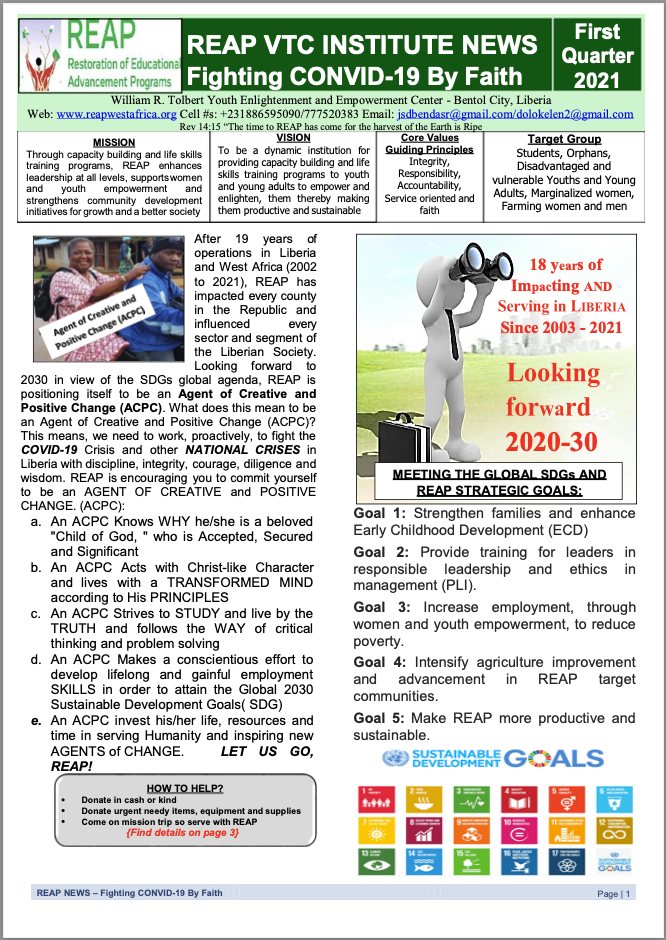 REAP
Restoration of Educational
Advancement Programs
REAP VTC INSTITUTE NEWS
Fighting CONVID-19 By Faith
First
Quarter
2021
William R. Tolbert Youth Enlightenment and Empowerment Center - Bentol City, Liberia
Web: www.reapwestafrica.org Cell #s: +231886595090/777520383 Email: jsdbendasr@gmail.com/dolokelen2@gmail.com
Rev 14:15 "The time to REAP has come for the harvest of the Earth is Ripe
MISSION
Through capacity building and life skills
training programs, REAP enhances
leadership at all levels, supports women
and youth empowerment and
strengthens community development
initiatives for growth and a better society
VISION
To be a dynamic institution for
providing capacity building and life
skills training programs to youth
and young adults to empower and
enlighten, them thereby making
them productive and sustainable
Core Values
Guiding Principles
Integrity,
Responsibility,
Accountability,
Service oriented and
faith
Target Group
Students, Orphans,
Disadvantaged and
vulnerable Youths and Young
Adults, Marginalized women,
Farming women and men
Agent of Creative and
Positive Change (ACPC)
After 19 years of
operations in Liberia
and West Africa (2002
to 2021), REAP has
impacted every county
in the Republic and
influenced every
sector and segment of
the Liberian Society.
Looking forward to
2030 in view of the SDGs global agenda, REAP is
positioning itself to be an Agent of Creative and
Positive Change (ACPC). What does this mean to be
an Agent of Creative and Positive Change (ACPC)?
This means, we need to work, proactively, to fight the
COVID-19 Crisis and other NATIONAL CRISES in
Liberia with discipline, integrity, courage, diligence and
wisdom. REAP is encouraging you to commit yourself
to be an AGENT OF CREATIVE and POSITIVE
CHANGE. (ACPC):
a. An ACPC Knows WHY he/she is a beloved
"Child of God, " who is Accepted, Secured
and Significant
b. An ACPC Acts with Christ-like Character
and lives with a TRANSFORMED MIND
according to His PRINCIPLES
c. An ACPC Strives to STUDY and live by the
TRUTH and follows the WAY of critical
thinking and problem solving
d. An ACPC Makes a conscientious effort to
develop lifelong and gainful employment
SKILLS in order to attain the Global 2030
Sustainable Development Goals( SDG)
e. An ACPC invest his/her life, resources and
time in serving Humanity and inspiring new
AGENTS of CHANGE. LET US GO,
REAP!
HOW TO HELP?
• Donate in cash or kind
• Donate urgent needy items, equipment and supplies
• Come on mission trip so serve with REAP
{Find details on page 3}
18 years of
Impacting AND
Serving in LIBERIA
Since 2003 - 2021
Looking
forward
2020-30
MEETING THE GLOBAL SDGs AND
REAP STRATEGIC GOALS:
Goal 1: Strengthen families and enhance
Early Childhood Development (ECD)
Goal 2: Provide training for leaders in
responsible leadership and ethics in
management (PLI).
Goal 3: Increase employment, through
women and youth empowerment, to reduce
poverty.
Goal 4: Intensify agriculture improvement
and advancement in REAP target
communities.
Goal 5: Make REAP more productive and
sustainable.
SUSTAINABLE
DEVELOPMENT
GOALS
1
2
3
4
5
6
7
8
9
10
11
12
13
14
15
16
17
SUSTAINABLE
DEVELOPMENT
GOALS
REAP NEWS – Fighting CONVID-19 By Faith
Page | 1